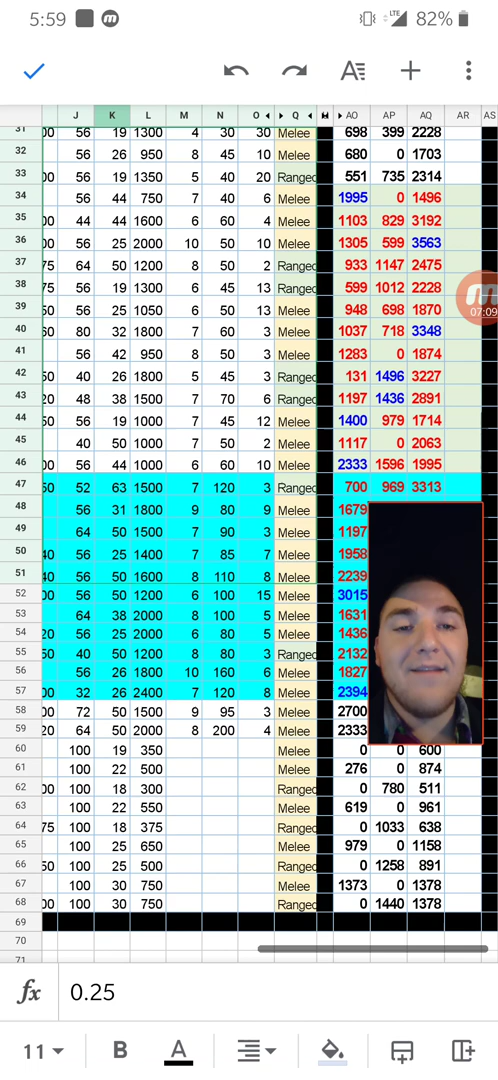 5:59 LTE 82%
J K L M N O Q AO AP AQ AR AS
31 00 56 19 1300 4 30 30 Melee 698 399 2228
32 56 26 950 8 45 10 Melee 680 0 1703
33 00 56 19 1350 5 40 20 Ranged 551 735 2314
34 56 44 750 7 40 6 Melee 1995 0 1496
35 00 44 44 1600 6 60 4 Melee 1103 829 3192
36 00 56 25 2000 10 50 10 Melee 1305 599 3563
37 75 64 50 1200 8 50 2 Ranged 933 1147 2475
38 75 56 19 1300 6 45 13 Ranged 599 1012 2228
39 50 56 25 1050 6 50 13 Melee 948 698 1870
40 60 80 32 1800 7 60 3 Melee 1037 718 3348
41 56 42 950 8 50 3 Melee 1283 0 1874
42 50 40 26 1800 5 45 3 Ranged 131 1496 3227
43 20 48 38 1500 7 70 6 Ranged 1197 1436 2891
44 50 56 19 1000 7 45 12 Melee 1400 979 1714
45 40 50 1000 7 50 2 Melee 1117 0 2063
46 00 56 44 1000 6 60 10 Melee 2333 1596 1995
47 50 52 63 1500 7 120 3 Ranged 700 969 3313
48 56 31 1800 9 80 9 Melee 1679
49 64 50 1500 7 90 3 Melee 1197
50 40 56 25 1400 7 85 7 Melee 1958
51 40 56 50 1600 8 110 8 Melee 2239
52 00 56 50 1200 6 100 15 Melee 3015
53 64 38 2000 8 100 5 Melee 1631
54 20 56 25 2000 6 80 5 Melee 1436
55 50 40 50 1200 8 80 3 Ranged 2132
56 56 26 1800 10 160 6 Melee 1827
57 00 32 26 2400 7 120 8 Melee 2394
58 00 72 50 1500 9 95 3 Melee 2700
59 20 64 50 2000 8 200 4 Melee 2333
60 100 19 350 Melee 0 0 600
61 100 22 500 Melee 276 0 874
62 00 100 18 300 Ranged 0 780 511
63 100 22 550 Melee 619 0 961
64 75 100 18 375 Ranged 0 1033 638
65 100 25 650 Melee 979 0 1158
66 50 100 25 500 Ranged 0 1258 891
67 100 30 750 Melee 1373 0 1378
68 00 100 30 750 Ranged 0 1440 1378
69
70
71
07:09
fx 0.25
11 B A